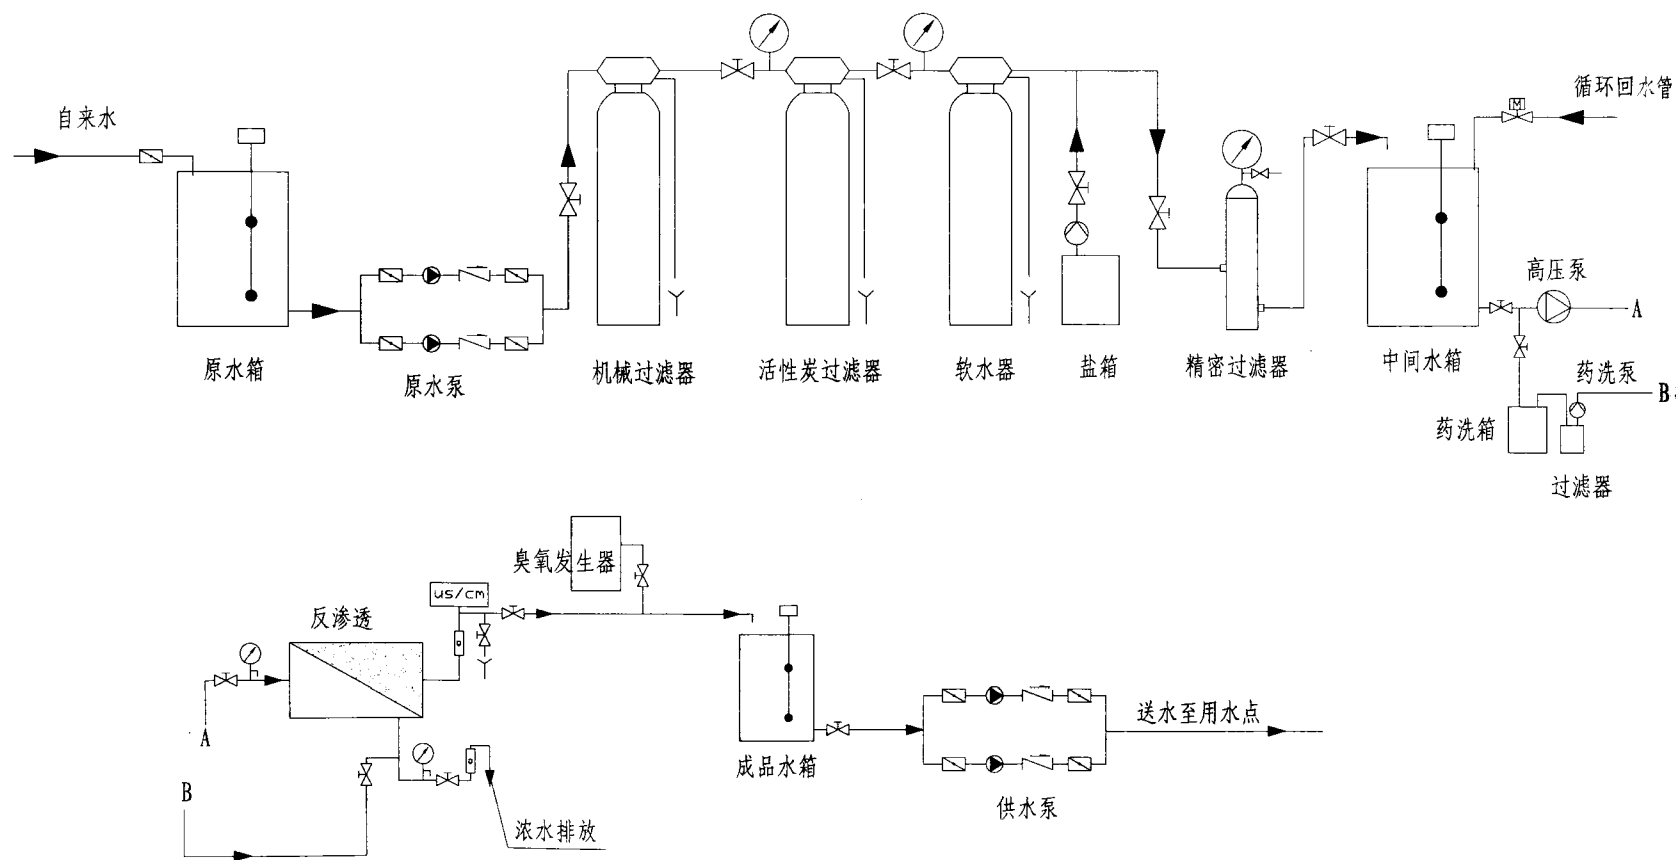 自来水
循环回水管
M
原水箱
原水泵
机械过滤器
活性炭过滤器
软水器
盐箱
精密过滤器
中间水箱
高压泵
A
药洗泵
B
药洗箱
过滤器
臭氧发生器
us/cm
反渗透
A
B
浓水排放
成品水箱
供水泵
送水至用水点